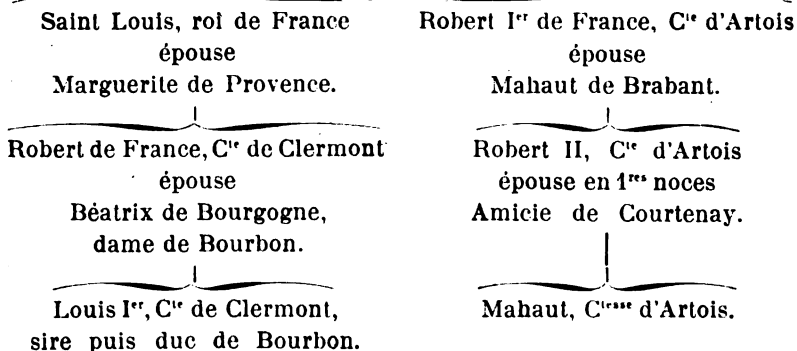 Saint Louis, roi de France
épouse
Marguerite de Provence.
Robert de France, Cte de Clermont
épouse
Béatrix de Bourgogne,
dame de Bourbon.
Louis Ier, Cte de Clermont,
sire puis duc de Bourbon.
Robert Ier de France, Cte d'Artois
épouse
Mahaut de Brabant.
Robert II, Cte d'Artois
épouse en 1res noces
Amicie de Courtenay.
Mahaut, Ctesse d'Artois.